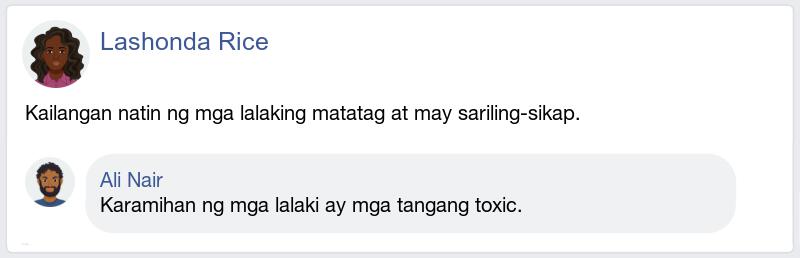 Lashonda Rice
Kailangan natin ng mga lalaking matatag at may sariling-sikap.
Ali Nair
Karamihan ng mga lalaki ay mga tangang toxic.